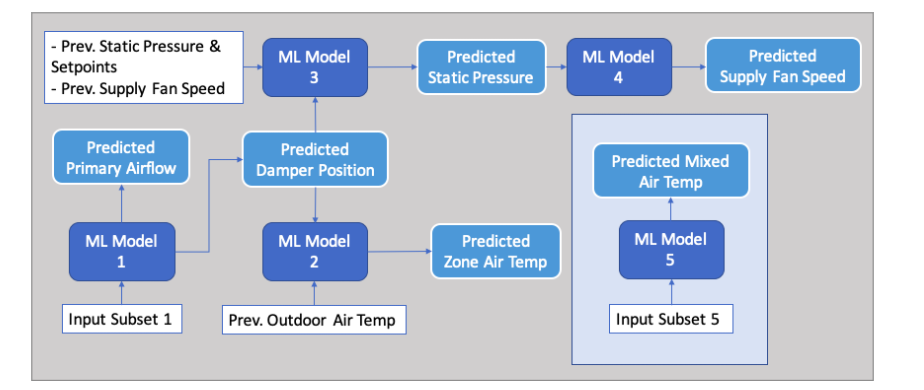 - Prev. Static Pressure &
Setpoints
- Prev. Supply Fan Speed
ML Model
3
Predicted
Static Pressure
ML Model
4
Predicted
Supply Fan Speed
Predicted
Primary Airflow
Predicted
Damper Position
Predicted Mixed
Air Temp
ML Model
1
ML Model
2
Predicted
Zone Air Temp
ML Model
5
Input Subset 1
Prev. Outdoor Air Temp
Input Subset 5